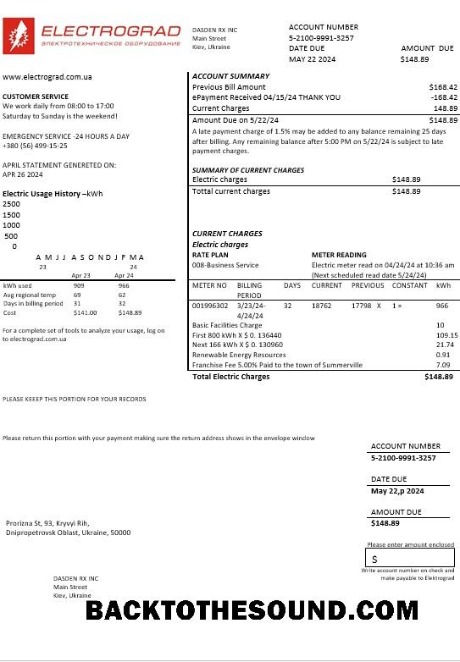 ELECTROGRAD
ЭЛЕКТРОТЕХНИЧЕСКОЕ ОБОРУДОВАНИЕ
DASDEN RX INC
Main Street
Kiev, Ukraine
ACCOUNT NUMBER
5-2100-9991-3257
DATE DUE AMOUNT DUE
MAY 22 2024 $148.89
www.electrograd.com.ua
CUSTOMER SERVICE
We work daily from 08:00 to 17:00
Saturday to Sunday is the weekend!
EMERGENCY SERVICE -24 HOURS A DAY
+380 (56) 499-15-25
APRIL STATEMENT GENERETED ON:
APR 26 2024
Electric Usage History –kWh
2500
1500
1000
500
0
A M J J A S O N D J F M A
23 24
Apr 23 Apr 24
kWh used 909 966
Avg regional temp 69 62
Days in billing period 31 32
Cost $141.00 $148.89
For a complete set of tools to analyze your usage, log on
to electrograd.com.ua
ACCOUNT SUMMARY
Previous Bill Amount $168.42
ePayment Received 04/15/24 THANK YOU -168.42
Current Charges 148.89
Amount Due on 5/22/24 $148.89
A late payment charge of 1.5% may be added to any balance remaining 25 days
after billing. Any remaining balance after 5:00 PM on 5/22/24 is subject to late
payment charges.
SUMMARY OF CURRENT CHARGES
Electric charges $148.89
Tottal current charges $148.89
CURRENT CHARGES
Electric charges
RATE PLAN METER READING
008-Business Service Electric meter read on 04/24/24 at 10:36 am
(Next scheduled read date 5/24/24)
METER NO BILLING PERIOD DAYS CURRENT PREVIOUS CONSTANT kWh
001996302 3/23/24-4/24/24 32 18762 17798 X 1 = 966
Basic Facilities Charge 10
First 800 kWh X $ 0. 136440 109.15
Next 166 kWh X $ 0. 130960 21.74
Renewable Energy Resources 0.91
Franchise Fee 5.00% Paid to the town of Summerville 7.09
Total Electric Charges $148.89
PLEASE KEEEP THIS PORTION FOR YOUR RECORDS
Please return this portion with your payment making sure the return address shows in the envelope window
ACCOUNT NUMBER
5-2100-9991-3257
DATE DUE
May 22,p 2024
AMOUNT DUE
$148.89
Prorizna St, 93, Kryvyi Rih,
Dnipropetrovsk Oblast, Ukraine, 50000
Please enter amount enclosed
$
Write account number on check and
make payable to Elektrograd
DASDEN RX INC
Main Street
Kiev, Ukraine
BACKTOTHESOUND.COM